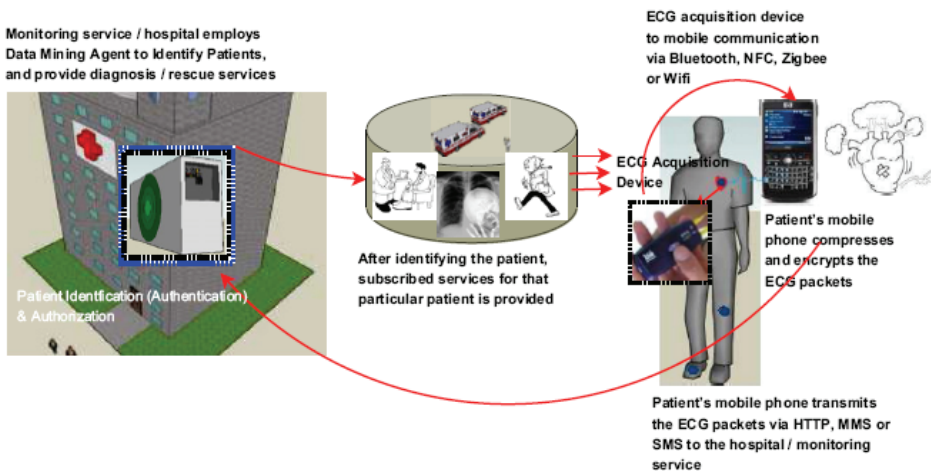 Monitoring service / hospital employs
Data Mining Agent to Identify Patients,
and provide diagnosis / rescue services
Patient Identfication (Authentication)
& Authorization
After identifying the patient,
subscribed services for that
particular patient is provided
ECG acquisition device
to mobile communication
via Bluetooth, NFC, Zigbee
or Wifi
ECG Acquisition
Device
Patient's mobile
phone compresses
and encrypts the
ECG packets
Patient's mobile phone transmits
the ECG packets via HTTP, MMS or
SMS to the hospital / monitoring
service